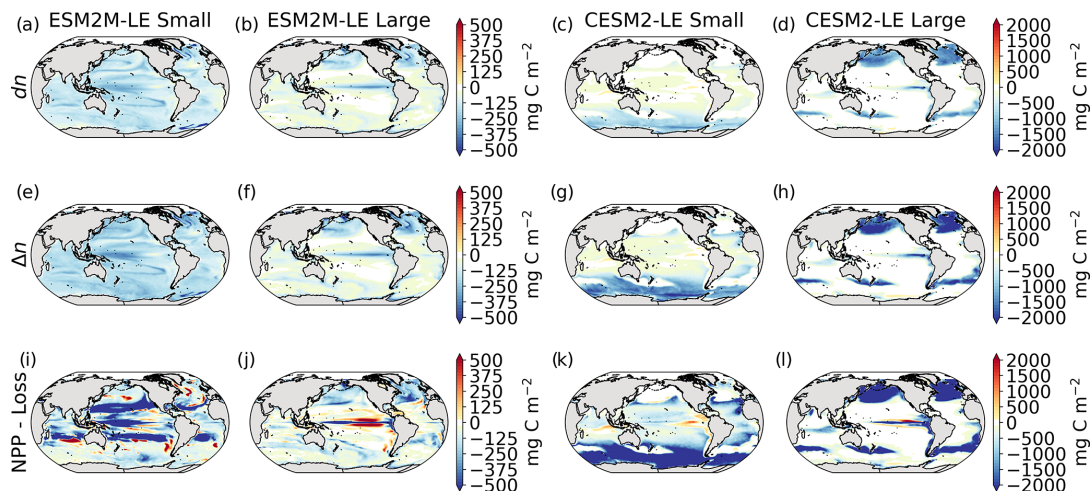 (a) ESM2M-LE Small
(b) ESM2M-LE Large
(c) CESM2-LE Small
(d) CESM2-LE Large
dn
500
375
250
125
0
−125
−250
−375
−500
mg C m−2
2000
1500
1000
500
0
−500
−1000
−1500
−2000
mg C m−2
(e)
(f)
(g)
(h)
Δn
500
375
250
125
0
−125
−250
−375
−500
mg C m−2
2000
1500
1000
500
0
−500
−1000
−1500
−2000
mg C m−2
(i)
(j)
(k)
(l)
NPP - Loss
500
375
250
125
0
−125
−250
−375
−500
mg C m−2
2000
1500
1000
500
0
−500
−1000
−1500
−2000
mg C m−2